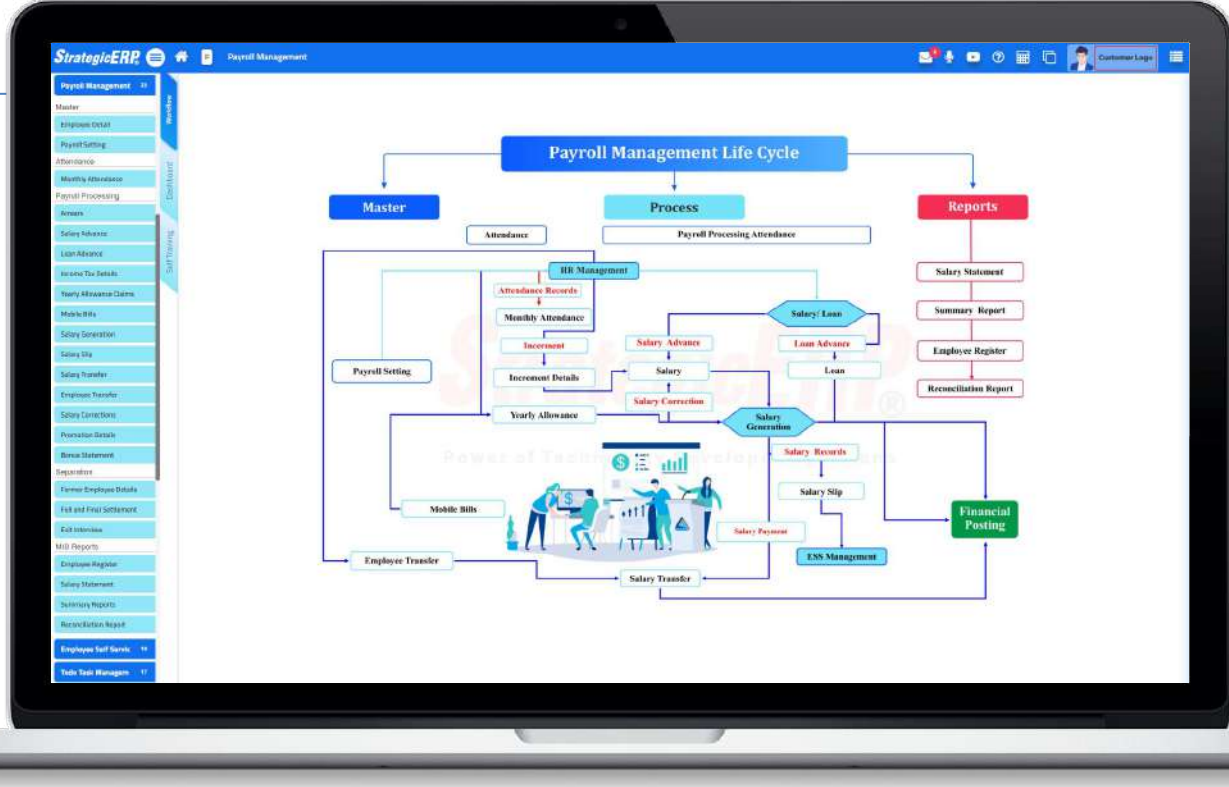 StrategicERP
Payroll Management
Customer Logo
Payroll Management
Master
Employee Detail
Payroll Setting
Attendance
Monthly Attendance
Payroll Processing
Arrears
Salary Advance
Loan Advance
Income Tax Details
Yearly Allowance Claims
Mobile Bills
Salary Generation
Salary Slip
Salary Transfer
Employee Transfer
Salary Corrections
Promotion Details
Bonus Statement
Separation
Former Employee Details
Full and Final Settlement
Exit Interview
MIS Reports
Employee Register
Salary Statement
Summary Reports
Reconciliation Report
Employee Self Servic
Todo Task Managem 17
Workflow
Dashboard
Self Training
Payroll Management Life Cycle
Master
Process
Reports
Attendance
Payroll Processing Attendance
HR Management
Attendance Records
Monthly Attendance
Increment
Increment Details
Payroll Setting
Yearly Allowance
Mobile Bills
Employee Transfer
Salary/ Loan
Salary Advance
Loan Advance
Salary
Loan
Salary Correction
Salary
Generation
Salary Records
Salary Slip
Salary Payment
ESS Management
Salary Transfer
Financial
Posting
Salary Statement
Summary Report
Employee Register
Reconciliation Report
StrategicERP
®